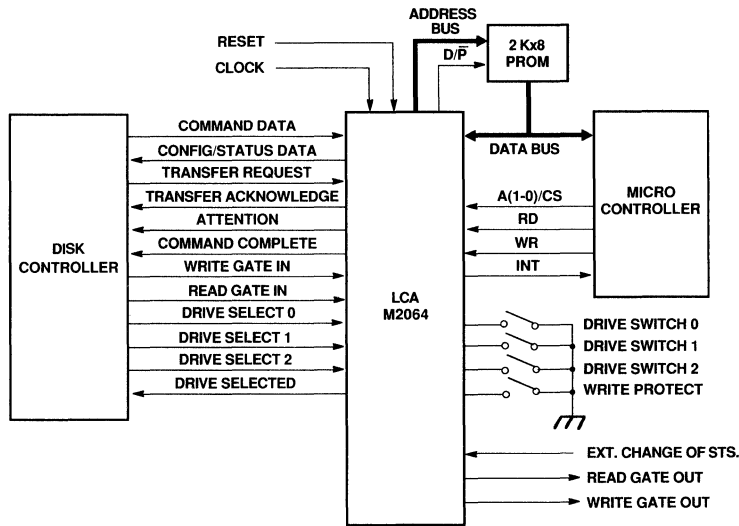 ADDRESS
BUS
RESET
CLOCK
D/P̅
2 Kx8
PROM
COMMAND DATA
CONFIG/STATUS DATA
TRANSFER REQUEST
TRANSFER ACKNOWLEDGE
ATTENTION
COMMAND COMPLETE
WRITE GATE IN
READ GATE IN
DRIVE SELECT 0
DRIVE SELECT 1
DRIVE SELECT 2
DRIVE SELECTED
DISK
CONTROLLER
LCA
M2064
DATA BUS
A(1-0)/CS
RD
WR
INT
MICRO
CONTROLLER
DRIVE SWITCH 0
DRIVE SWITCH 1
DRIVE SWITCH 2
WRITE PROTECT
EXT. CHANGE OF STS.
READ GATE OUT
WRITE GATE OUT